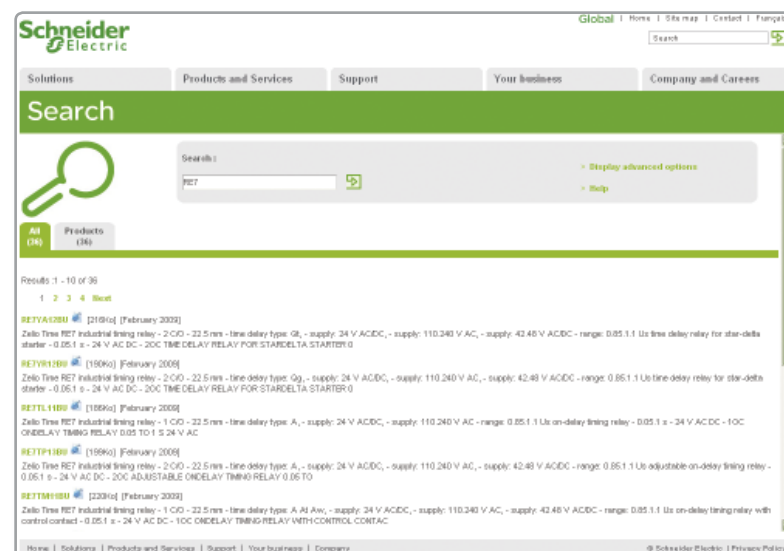 Schneider Electric
Global | Home | Site map | Contact | Françai
Search
Solutions Products and Services Support Your business Company and Careers
Search
Search :
RE7
» Display advanced options
» Help
All (36)
Products (36)
Results :1 - 10 of 36
1 2 3 4 Next
RE7YA12BU [216Ko] [February 2009]
Zelio Time RE7 industrial timing relay - 2 C/O - 22.5 mm - time delay type: Qt, - supply: 24 V AC/DC, - supply: 110.240 V AC, - supply: 42.48 V AC/DC - range: 0.05.1.1 Us time delay relay for star-delta
starter - 0.05.1 s - 24 V AC DC - 2OC TIME DELAY RELAY FOR STARDELTA STARTER 0
RE7YR12BU [190Ko] [February 2009]
Zelio Time RE7 industrial timing relay - 2 C/O - 22.5 mm - time delay type: Qg, - supply: 24 V AC/DC, - supply: 110.240 V AC, - supply: 42.48 V AC/DC - range: 0.05.1.1 Us time delay relay for star-delta
starter - 0.05.1 s - 24 V AC DC - 2OC TIME DELAY RELAY FOR STARDELTA STARTER 0
RE7TL11BU [186Ko] [February 2009]
Zelio Time RE7 industrial timing relay - 1 C/O - 22.5 mm - time delay type: A, - supply: 24 V AC/DC, - supply: 110.240 V AC - range: 0.05.1.1 Us on-delay timing relay - 0.05.1 s - 24 V AC DC - 1OC
ONDELAY TIMING RELAY 0.05 TO 1 S 24 V AC
RE7TP13BU [199Ko] [February 2009]
Zelio Time RE7 industrial timing relay - 2 C/O - 22.5 mm - time delay type: A, - supply: 24 V AC/DC, - supply: 110.240 V AC, - supply: 42.48 V AC/DC - range: 0.05.1.1 Us adjustable on-delay timing relay -
0.05.1 s - 24 V AC DC - 2OC ADJUSTABLE ONDELAY TIMING RELAY 0.05 TO
RE7TM11BU [220Ko] [February 2009]
Zelio Time RE7 industrial timing relay - 1 C/O - 22.5 mm - time delay type: A At Aw, - supply: 24 V AC/DC, - supply: 110.240 V AC, - supply: 42.48 V AC/DC - range: 0.05.1.1 Us on-delay timing relay with
control contact - 0.05.1 s - 24 V AC DC - 1OC ONDELAY TIMING RELAY WITH CONTROL CONTAC
Home | Solutions | Products and Services | Support | Your business | Company
© Schneider Electric | Privacy Polic